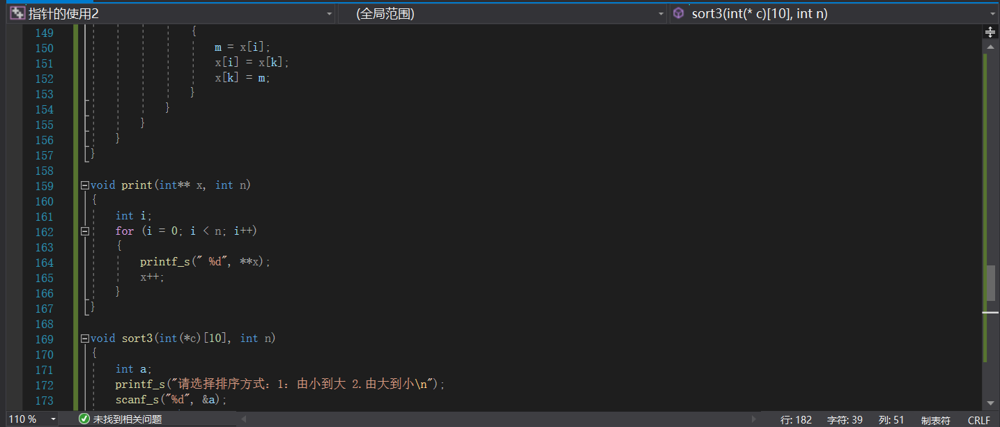 指针的使用2 (全局范围) sort3(int(* c)[10], int n)
149 {
150 m = x[i];
151 x[i] = x[k];
152 x[k] = m;
153 }
154 }
155 }
156 }
157 }
158
159 void print(int** x, int n)
160 {
161 int i;
162 for (i = 0; i < n; i++)
163 {
164 printf_s(" %d", **x);
165 x++;
166 }
167 }
168
169 void sort3(int(*c)[10], int n)
170 {
171 int a;
172 printf_s("请选择排序方式：1：由小到大 2.由大到小\n");
173 scanf_s("%d", &a);
110 % 未找到相关问题 行: 182 字符: 39 列: 51 制表符 CRLF